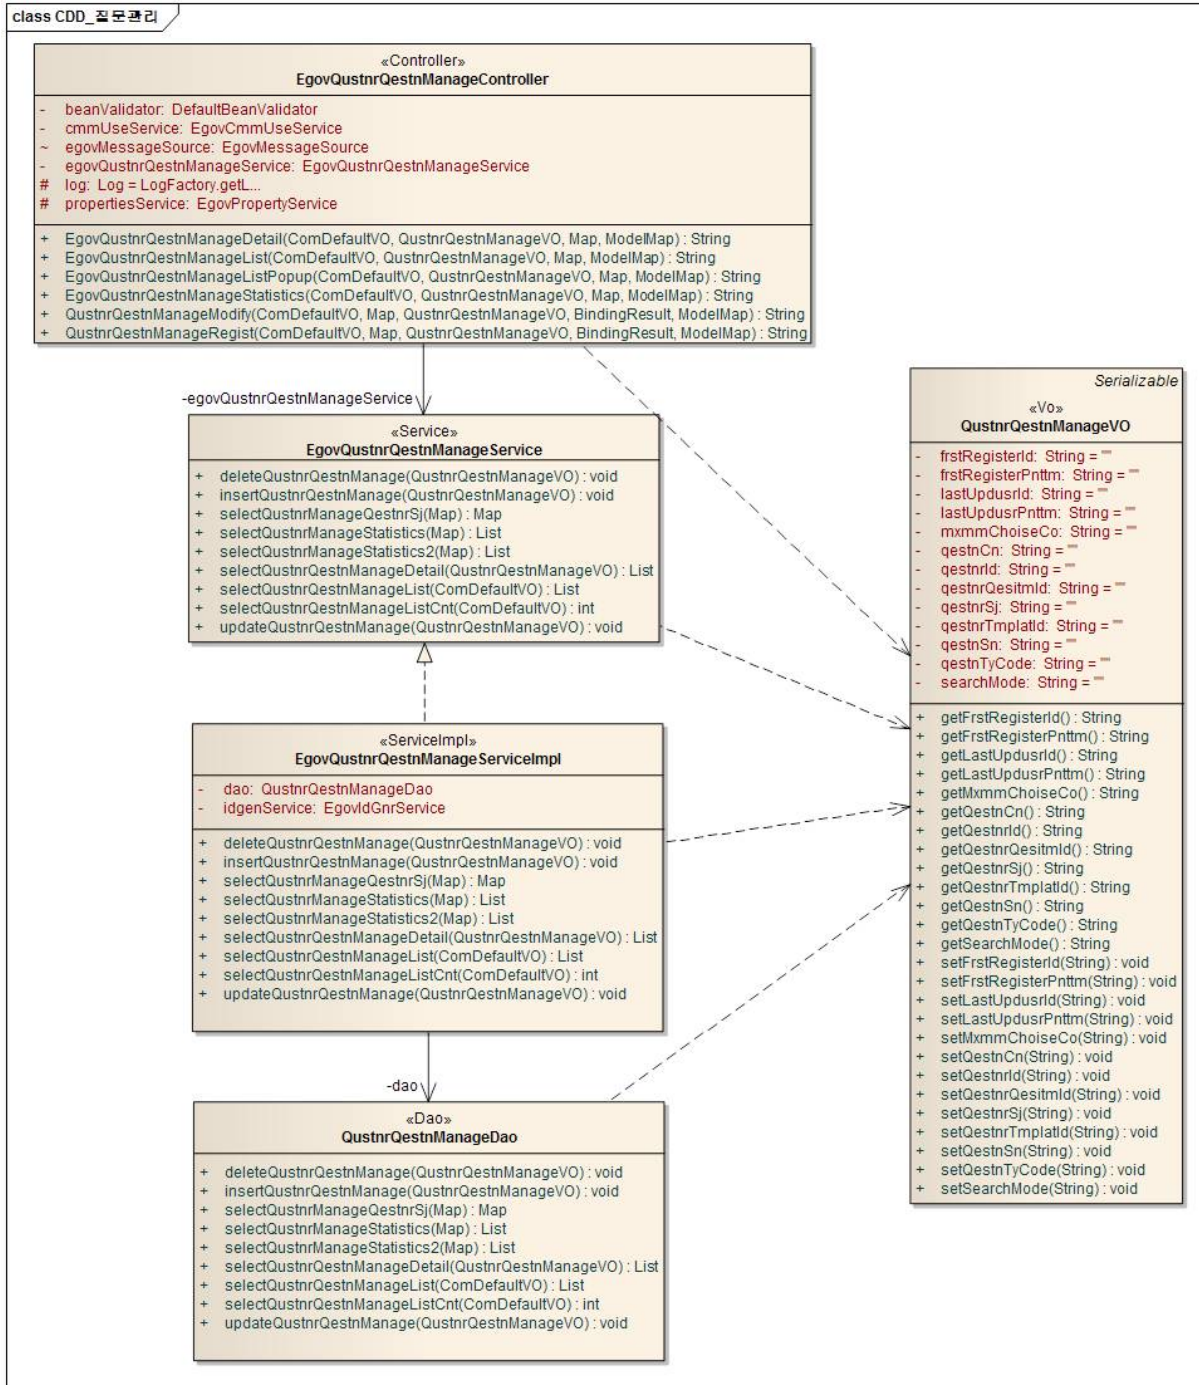 class CDD_질문관리
«Controller»
EgovQustnrQestnManageController
- beanValidator: DefaultBeanValidator
- cmmUseService: EgovCmmUseService
~ egovMessageSource: EgovMessageSource
- egovQustnrQestnManageService: EgovQustnrQestnManageService
# log: Log = LogFactory.getL...
# propertiesService: EgovPropertyService
+ EgovQustnrQestnManageDetail(ComDefaultVO, QustnrQestnManageVO, Map, ModelMap) : String
+ EgovQustnrQestnManageList(ComDefaultVO, QustnrQestnManageVO, Map, ModelMap) : String
+ EgovQustnrQestnManageListPopup(ComDefaultVO, QustnrQestnManageVO, Map, ModelMap) : String
+ EgovQustnrQestnManageStatistics(ComDefaultVO, QustnrQestnManageVO, Map, ModelMap) : String
+ QustnrQestnManageModify(ComDefaultVO, Map, QustnrQestnManageVO, BindingResult, ModelMap) : String
+ QustnrQestnManageRegist(ComDefaultVO, Map, QustnrQestnManageVO, BindingResult, ModelMap) : String
-egovQustnrQestnManageService
«Service»
EgovQustnrQestnManageService
+ deleteQustnrQestnManage(QustnrQestnManageVO) : void
+ insertQustnrQestnManage(QustnrQestnManageVO) : void
+ selectQustnrManageQestnrSj(Map) : Map
+ selectQustnrManageStatistics(Map) : List
+ selectQustnrManageStatistics2(Map) : List
+ selectQustnrQestnManageDetail(QustnrQestnManageVO) : List
+ selectQustnrQestnManageList(ComDefaultVO) : List
+ selectQustnrQestnManageListCnt(ComDefaultVO) : int
+ updateQustnrQestnManage(QustnrQestnManageVO) : void
«ServiceImpl»
EgovQustnrQestnManageServiceImpl
- dao: QustnrQestnManageDao
- idgenService: EgovIdGnrService
+ deleteQustnrQestnManage(QustnrQestnManageVO) : void
+ insertQustnrQestnManage(QustnrQestnManageVO) : void
+ selectQustnrManageQestnrSj(Map) : Map
+ selectQustnrManageStatistics(Map) : List
+ selectQustnrManageStatistics2(Map) : List
+ selectQustnrQestnManageDetail(QustnrQestnManageVO) : List
+ selectQustnrQestnManageList(ComDefaultVO) : List
+ selectQustnrQestnManageListCnt(ComDefaultVO) : int
+ updateQustnrQestnManage(QustnrQestnManageVO) : void
-dao
«Dao»
QustnrQestnManageDao
+ deleteQustnrQestnManage(QustnrQestnManageVO) : void
+ insertQustnrQestnManage(QustnrQestnManageVO) : void
+ selectQustnrManageQestnrSj(Map) : Map
+ selectQustnrManageStatistics(Map) : List
+ selectQustnrManageStatistics2(Map) : List
+ selectQustnrQestnManageDetail(QustnrQestnManageVO) : List
+ selectQustnrQestnManageList(ComDefaultVO) : List
+ selectQustnrQestnManageListCnt(ComDefaultVO) : int
+ updateQustnrQestnManage(QustnrQestnManageVO) : void
Serializable
«Vo»
QustnrQestnManageVO
- frstRegisterId: String = ""
- frstRegisterPnttm: String = ""
- lastUpdusrId: String = ""
- lastUpdusrPnttm: String = ""
- mxmmChoiseCo: String = ""
- qestnCn: String = ""
- qestnrId: String = ""
- qestnrQesitmId: String = ""
- qestnrSj: String = ""
- qestnrTmplatId: String = ""
- qestnSn: String = ""
- qestnTyCode: String = ""
- searchMode: String = ""
+ getFrstRegisterId() : String
+ getFrstRegisterPnttm() : String
+ getLastUpdusrId() : String
+ getLastUpdusrPnttm() : String
+ getMxmmChoiseCo() : String
+ getQestnCn() : String
+ getQestnrId() : String
+ getQestnrQesitmId() : String
+ getQestnrSj() : String
+ getQestnrTmplatId() : String
+ getQestnSn() : String
+ getQestnTyCode() : String
+ getSearchMode() : String
+ setFrstRegisterId(String) : void
+ setFrstRegisterPnttm(String) : void
+ setLastUpdusrId(String) : void
+ setLastUpdusrPnttm(String) : void
+ setMxmmChoiseCo(String) : void
+ setQestnCn(String) : void
+ setQestnrId(String) : void
+ setQestnrQesitmId(String) : void
+ setQestnrSj(String) : void
+ setQestnrTmplatId(String) : void
+ setQestnSn(String) : void
+ setQestnTyCode(String) : void
+ setSearchMode(String) : void